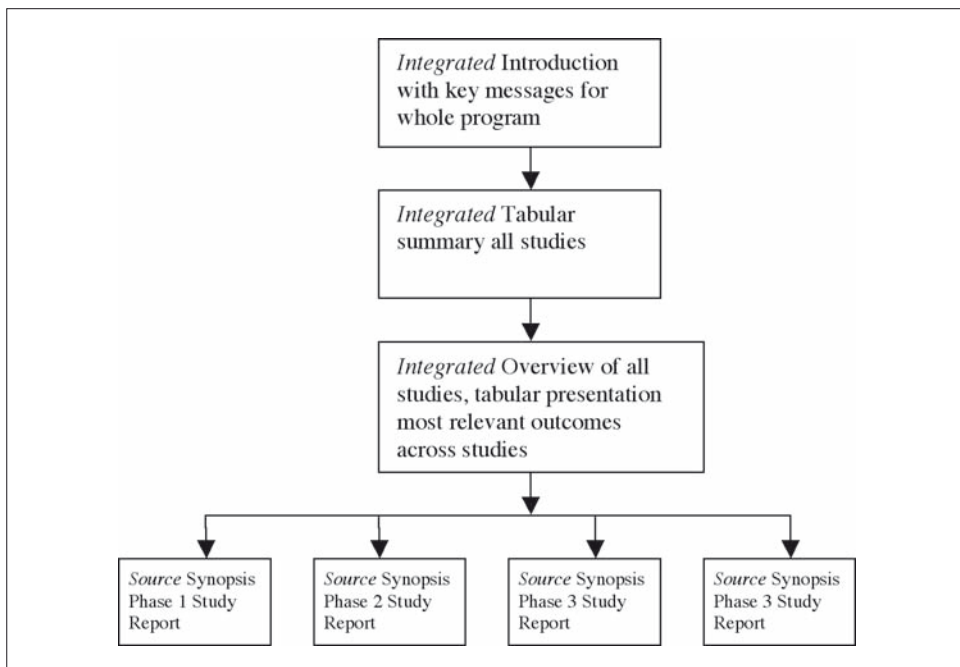 Integrated Introduction
with key messages for
whole program
Integrated Tabular
summary all studies
Integrated Overview of all
studies, tabular presentation
most relevant outcomes
across studies
Source Synopsis
Phase 1 Study
Report
Source Synopsis
Phase 2 Study
Report
Source Synopsis
Phase 3 Study
Report
Source Synopsis
Phase 3 Study
Report